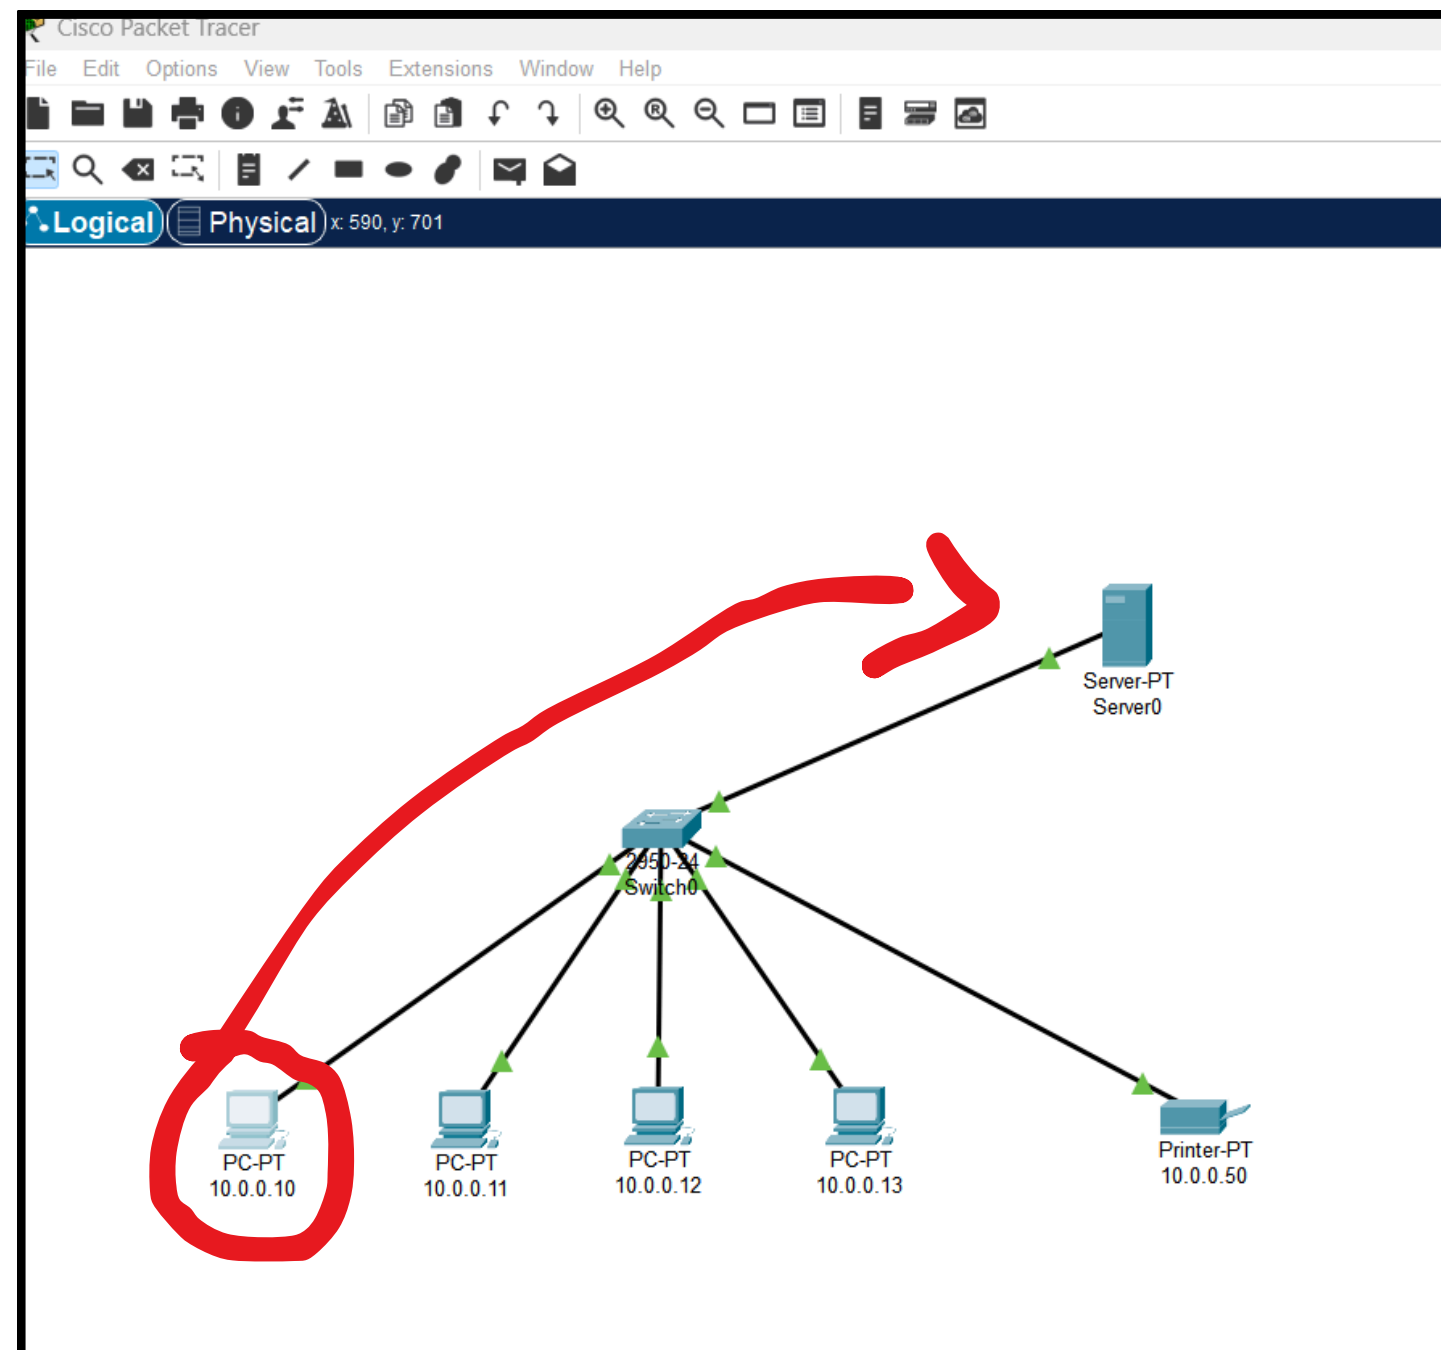 Cisco Packet Tracer
File Edit Options View Tools Extensions Window Help
Logical Physical x: 590, y: 701
Server-PT
Server0
2950-24
Switch0
PC-PT
10.0.0.10
PC-PT
10.0.0.11
PC-PT
10.0.0.12
PC-PT
10.0.0.13
Printer-PT
10.0.0.50